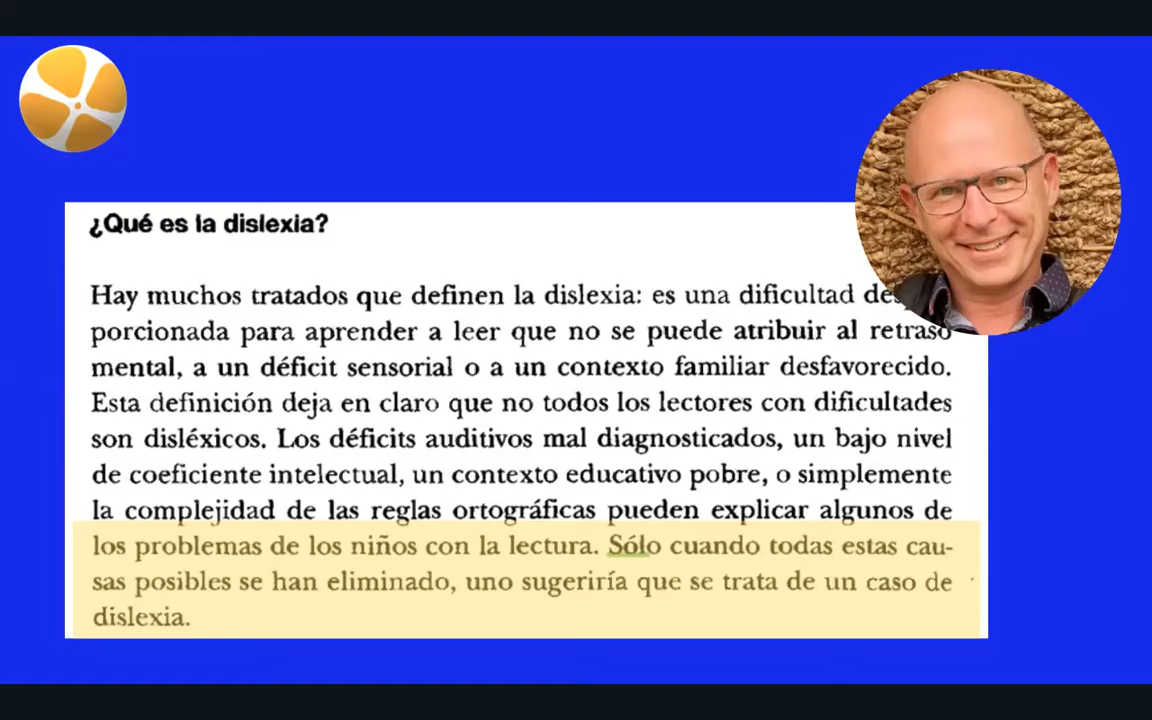 ¿Qué es la dislexia?
Hay muchos tratados que definen la dislexia: es una dificultad
porcionada para aprender a leer que no se puede atribuir al retraso
mental, a un déficit sensorial o a un contexto familiar desfavorecido.
Esta definición deja en claro que no todos los lectores con dificultades
son disléxicos. Los déficits auditivos mal diagnosticados, un bajo nivel
de coeficiente intelectual, un contexto educativo pobre, o simplemente
la complejidad de las reglas ortográficas pueden explicar algunos de
los problemas de los niños con la lectura. Sólo cuando todas estas cau-
sas posibles se han eliminado, uno sugeriría que se trata de un caso de
dislexia.